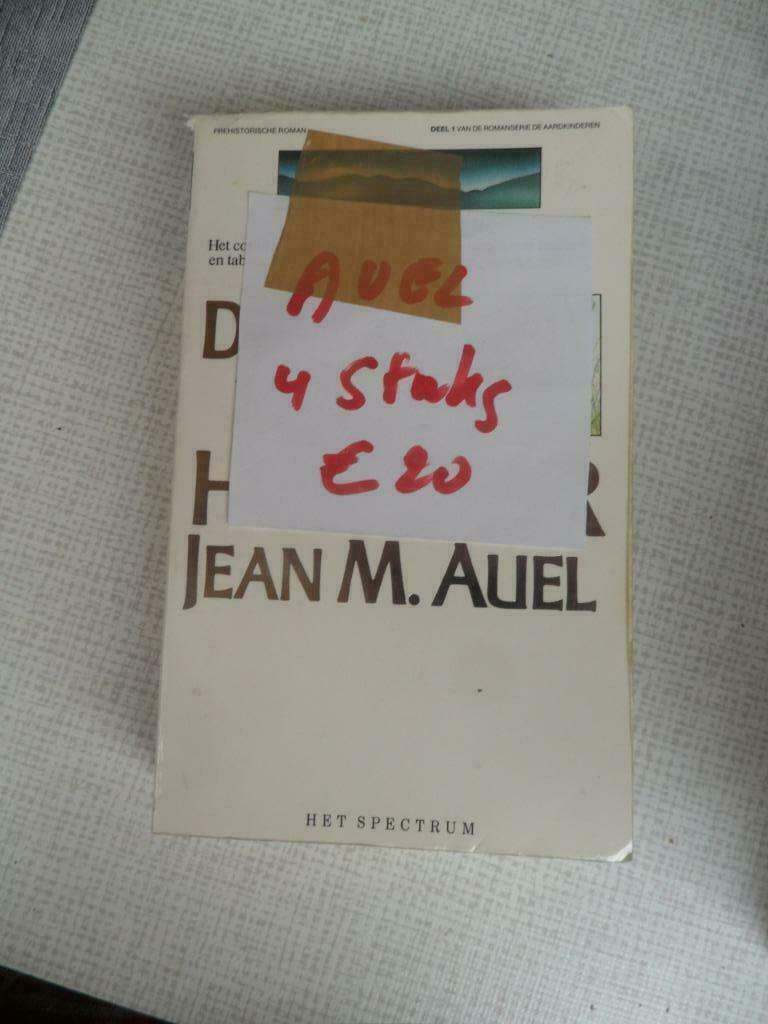 PREHISTORISCHE ROMAN
DEEL 1 VAN DE ROMANSERIE DE AARDKINDEREN
Het co
en tab
AUEL
D
4 Stuks
€ 20
H R
JEAN M. AUEL
HET SPECTRUM